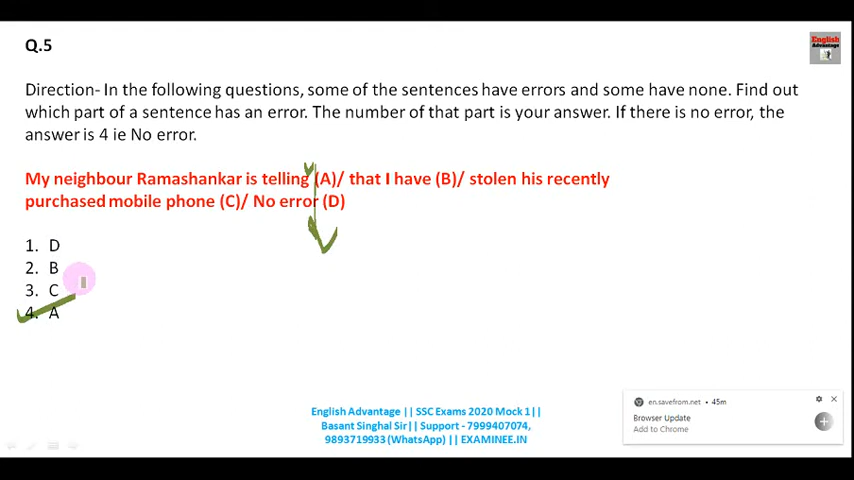 Q.5
English
Advantage
Direction- In the following questions, some of the sentences have errors and some have none. Find out
which part of a sentence has an error. The number of that part is your answer. If there is no error, the
answer is 4 ie No error.
My neighbour Ramashankar is telling (A)/ that I have (B)/ stolen his recently
purchased mobile phone (C)/ No error (D)
1. D
2. B
3. C
4. A
English Advantage || SSC Exams 2020 Mock 1||
Basant Singhal Sir|| Support - 7999407074,
9893719933 (WhatsApp) || EXAMINEE.IN
en.savefrom.net • 45m
Browser Update
Add to Chrome